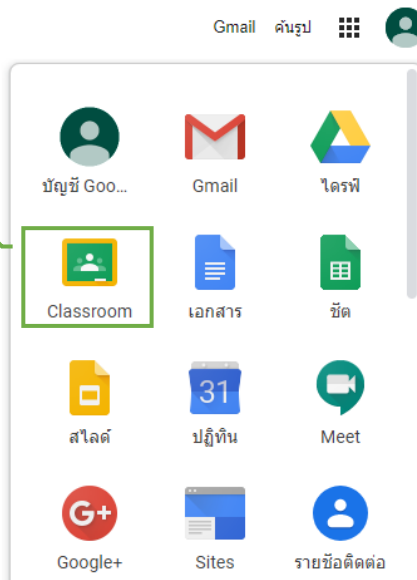 Gmail ค้นรูป
บัญชี Goo...
Gmail
ไดรฟ์
Classroom
เอกสาร
ชีต
สไลด์
31
ปฏิทิน
Meet
G+
Google+
Sites
รายชื่อติดต่อ